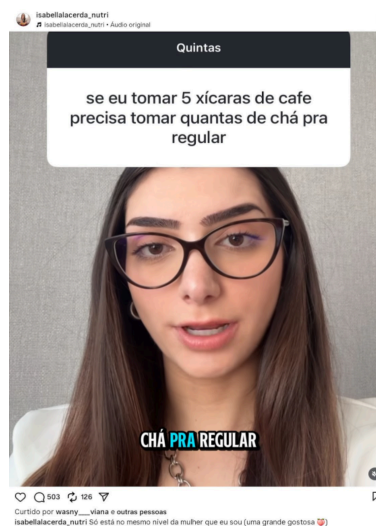 isabellalacerda_nutri
isabellalacerda_nutri • Áudio original
Quintas
se eu tomar 5 xícaras de cafe
precisa tomar quantas de chá pra
regular
CHÁ PRA REGULAR
503 126
Curtido por wasny___viana e outras pessoas
isabellalacerda_nutri Só está no mesmo nível da mulher que eu sou (uma grande gostosa 💝)